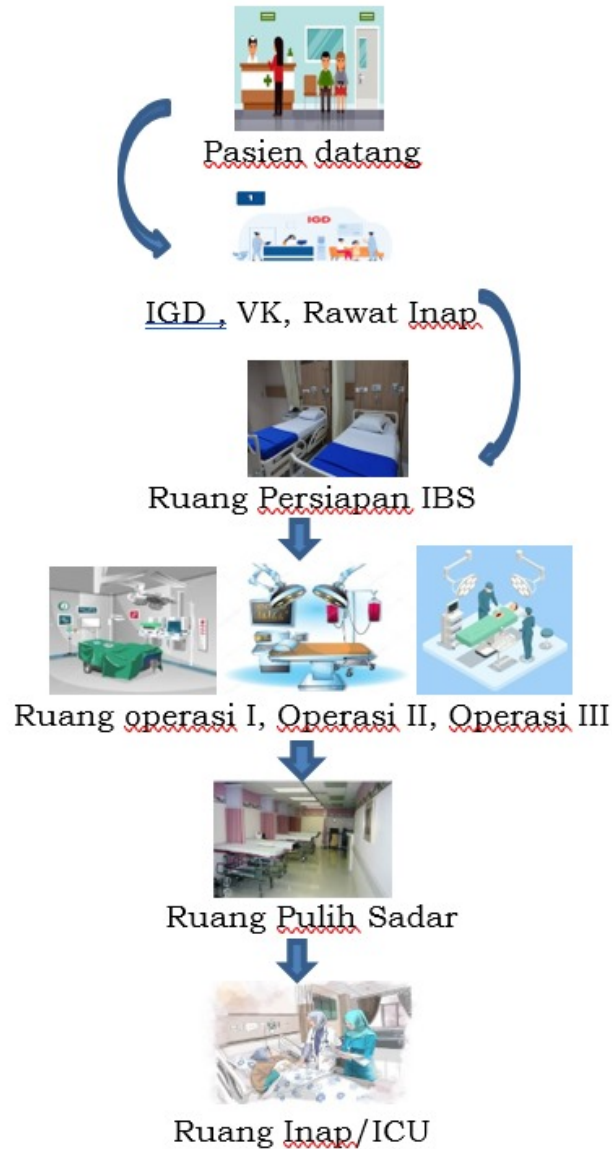 Pasien datang
1
IGD
IGD , VK, Rawat Inap
Ruang Persiapan IBS
Ruang operasi I, Operasi II, Operasi III
Ruang Pulih Sadar
Ruang Inap/ICU